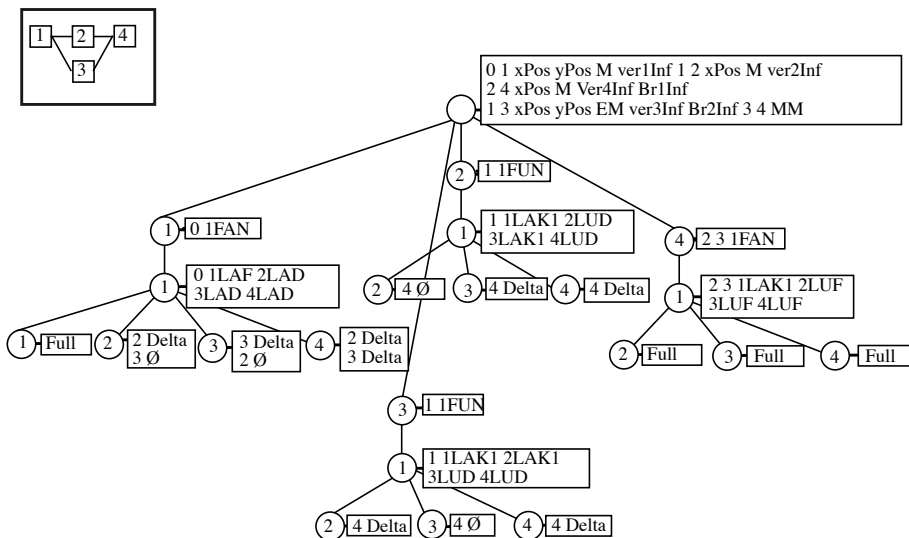 1 2 4
3
0 1 xPos yPos M ver1Inf 1 2 xPos M ver2Inf
2 4 xPos M Ver4Inf Br1Inf
1 3 xPos yPos EM ver3Inf Br2Inf 3 4 MM
2 1 1FUN
1 0 1FAN
1 1 1LAK1 2LUD
3LAK1 4LUD
4 2 3 1FAN
1 0 1LAF 2LAD
3LAD 4LAD
2 4 Ø
3 4 Delta
4 4 Delta
1 2 3 1LAK1 2LUF
3LUF 4LUF
1 Full
2 2 Delta
3 Ø
3 3 Delta
2 Ø
4 2 Delta
3 Delta
2 Full
3 Full
4 Full
3 1 1FUN
1 1 1LAK1 2LAK1
3LUD 4LUD
2 4 Delta
3 4 Ø
4 4 Delta